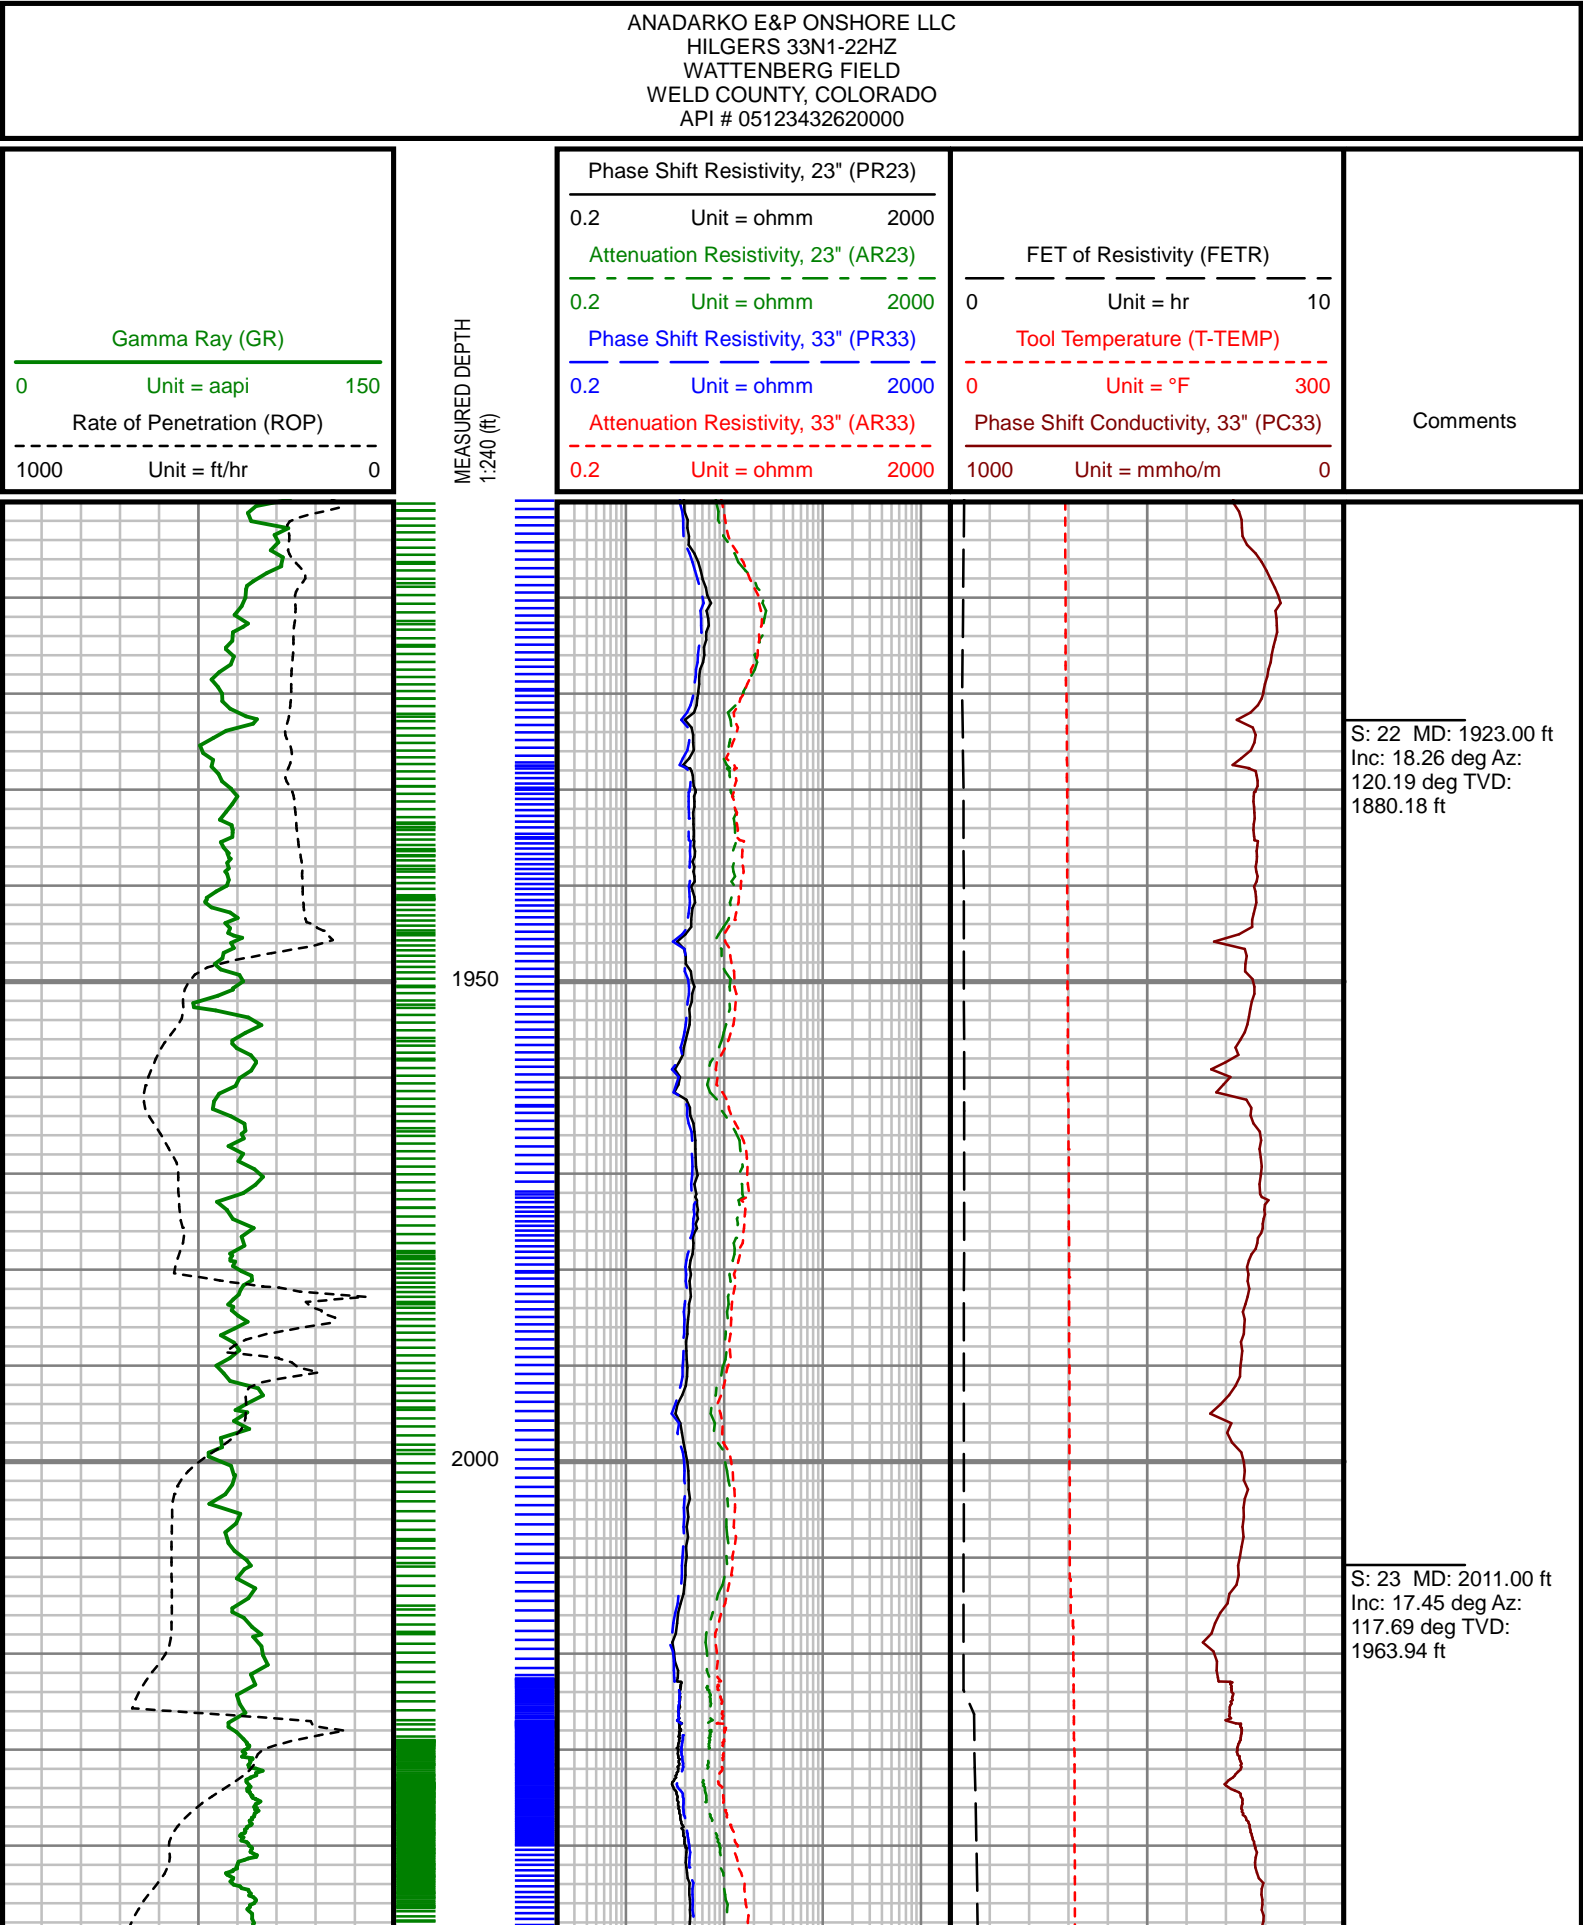 ANADARKO E&P ONSHORE LLC
HILGERS 33N1-22HZ
WATTENBERG FIELD
WELD COUNTY, COLORADO
API # 05123432620000
Gamma Ray (GR)
0 Unit = aapi 150
Rate of Penetration (ROP)
1000 Unit = ft/hr 0
MEASURED DEPTH
1:240 (ft)
Phase Shift Resistivity, 23" (PR23)
0.2 Unit = ohmm 2000
Attenuation Resistivity, 23" (AR23)
0.2 Unit = ohmm 2000
Phase Shift Resistivity, 33" (PR33)
0.2 Unit = ohmm 2000
Attenuation Resistivity, 33" (AR33)
0.2 Unit = ohmm 2000
FET of Resistivity (FETR)
0 Unit = hr 10
Tool Temperature (T-TEMP)
0 Unit = °F 300
Phase Shift Conductivity, 33" (PC33)
1000 Unit = mmho/m 0
Comments
S: 22 MD: 1923.00 ft
Inc: 18.26 deg Az:
120.19 deg TVD:
1880.18 ft
1950
2000
S: 23 MD: 2011.00 ft
Inc: 17.45 deg Az:
117.69 deg TVD:
1963.94 ft